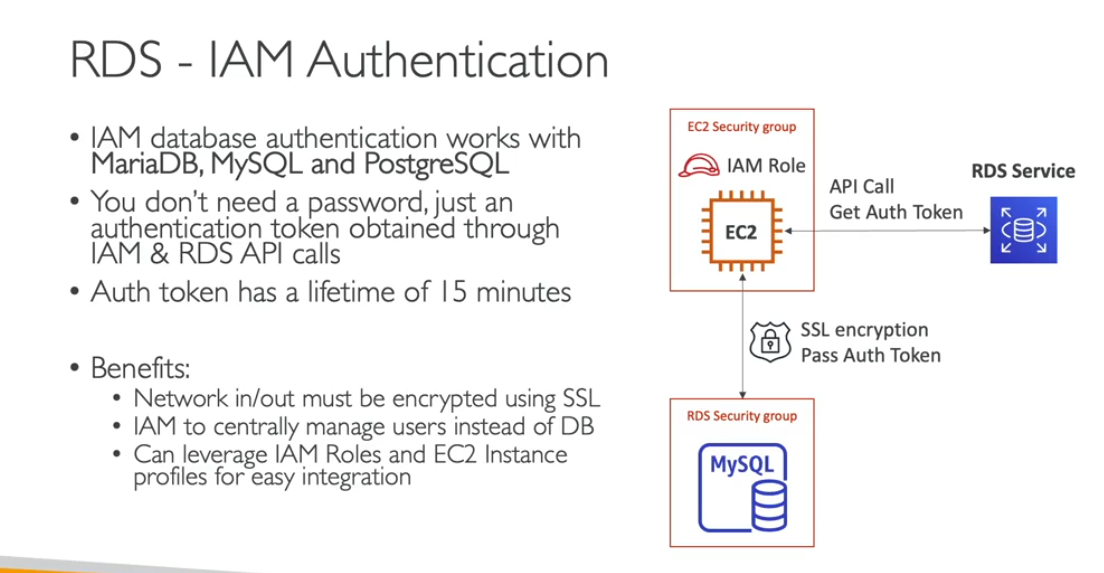 RDS - IAM Authentication
• IAM database authentication works with
MariaDB, MySQL and PostgreSQL
• You don't need a password, just an
authentication token obtained through
IAM & RDS API calls
• Auth token has a lifetime of 15 minutes
• Benefits:
• Network in/out must be encrypted using SSL
• IAM to centrally manage users instead of DB
• Can leverage IAM Roles and EC2 Instance
profiles for easy integration
EC2 Security group
IAM Role
EC2
API Call
Get Auth Token
RDS Service
SSL encryption
Pass Auth Token
RDS Security group
MySQL